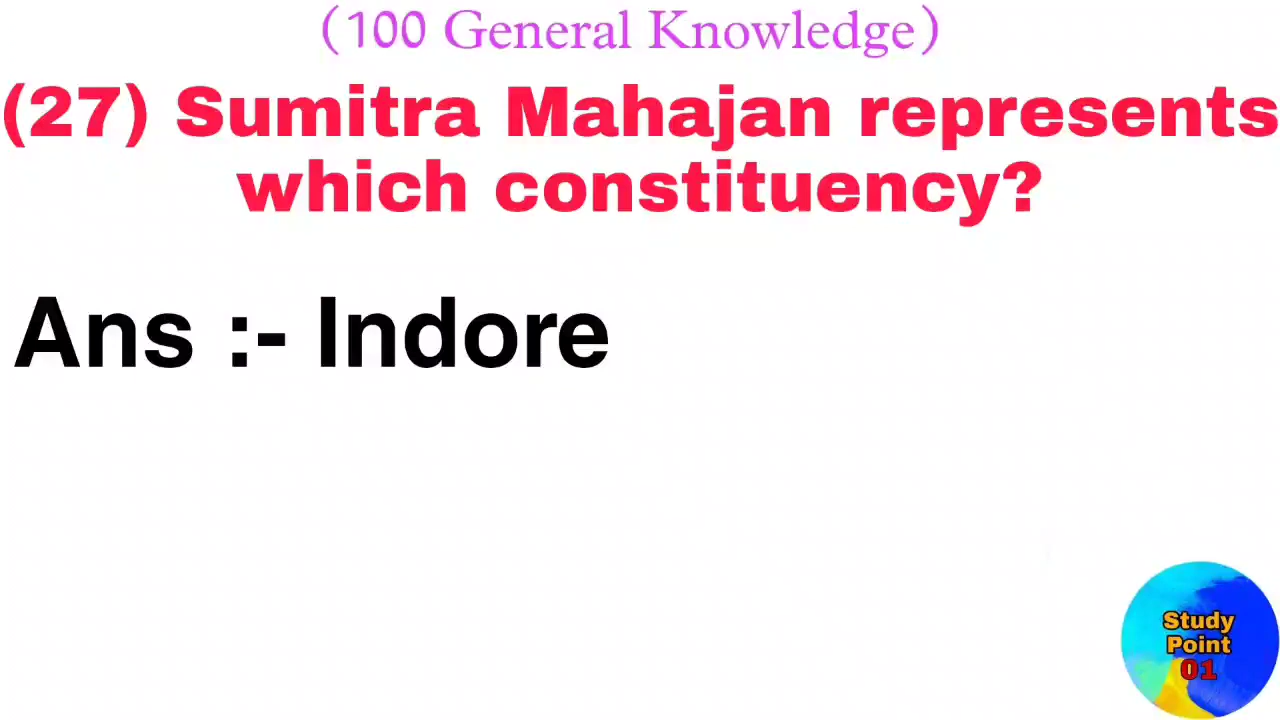 (100 General Knowledge)
(27) Sumitra Mahajan represents
which constituency?
Ans :- Indore
Study
Point
01